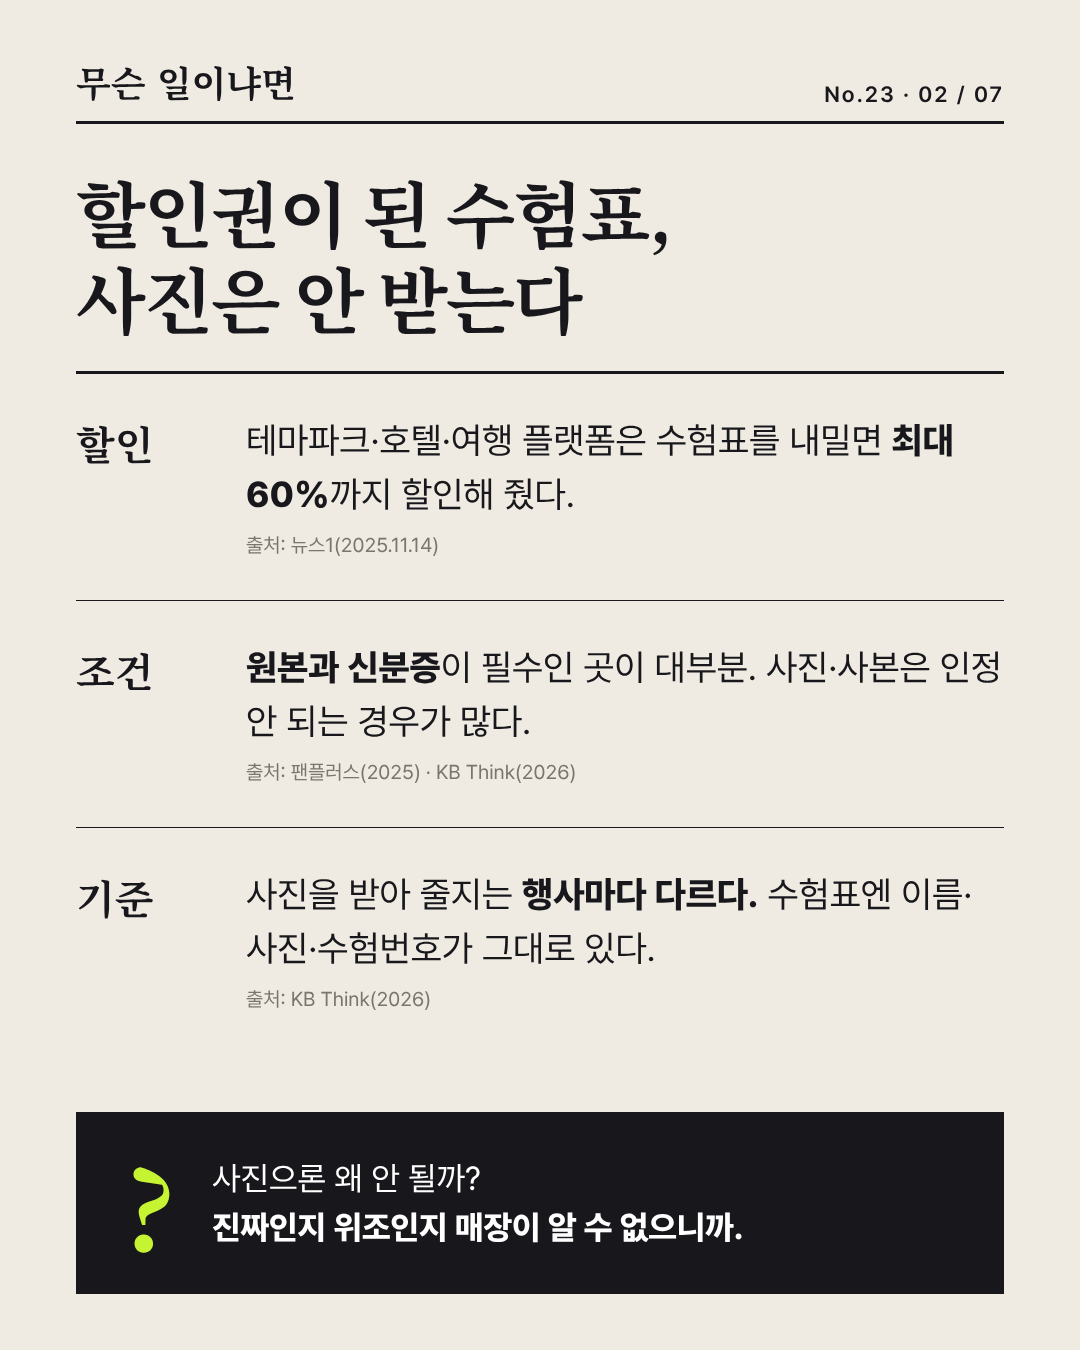 무슨 일이냐면
No.23 · 02 / 07
할인권이 된 수험표,
사진은 안 받는다
할인
테마파크·호텔·여행 플랫폼은 수험표를 내밀면 최대
60%까지 할인해 줬다.
출처: 뉴스1(2025.11.14)
조건
원본과 신분증이 필수인 곳이 대부분. 사진·사본은 인정
안 되는 경우가 많다.
출처: 팬플러스(2025) · KB Think(2026)
기준
사진을 받아 줄지는 행사마다 다르다. 수험표엔 이름·
사진·수험번호가 그대로 있다.
출처: KB Think(2026)
?
사진으론 왜 안 될까?
진짜인지 위조인지 매장이 알 수 없으니까.